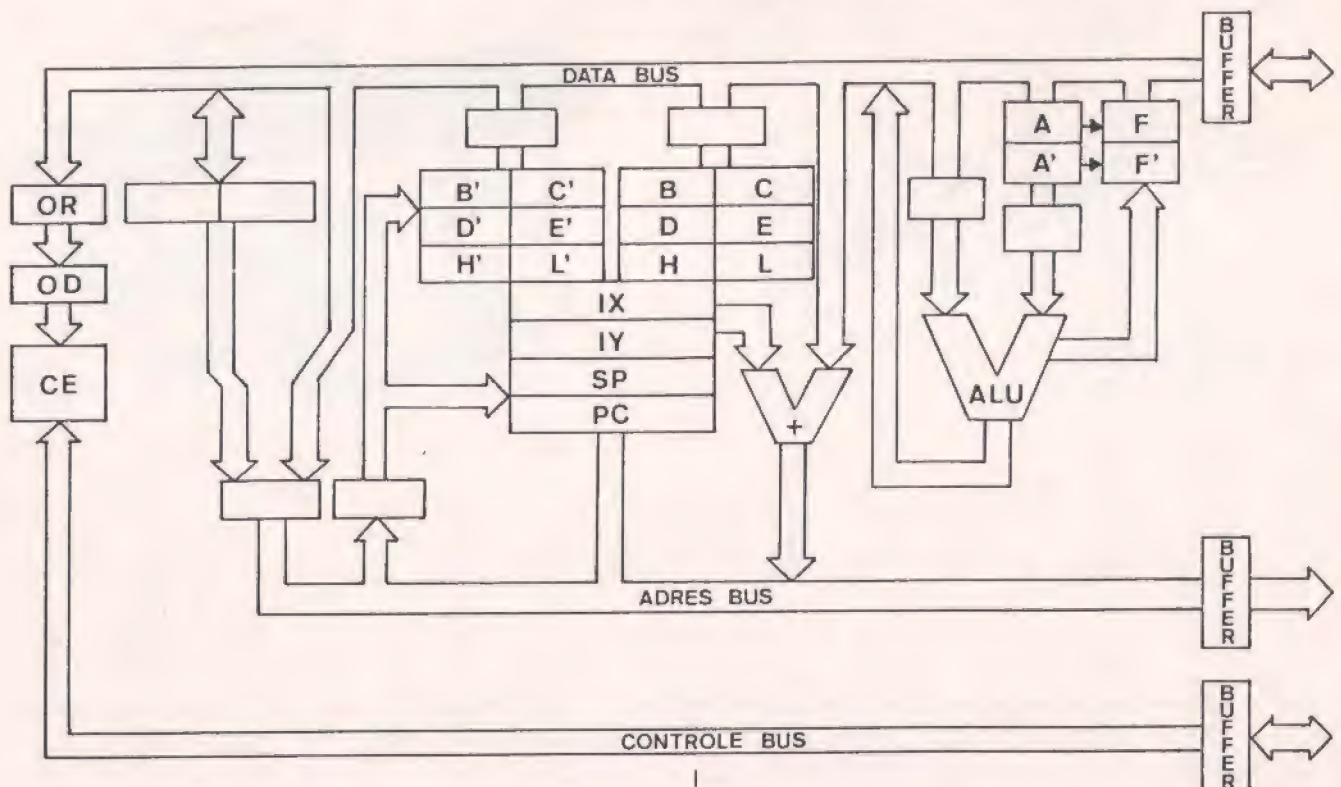 BUFFER
DATA BUS
A F
A' F'
OR
OD
CE
B' C'
D' E'
H' L'
B C
D E
H L
IX
IY
SP
PC
+
ALU
BUFFER
ADRES BUS
BUFFER
CONTROLE BUS